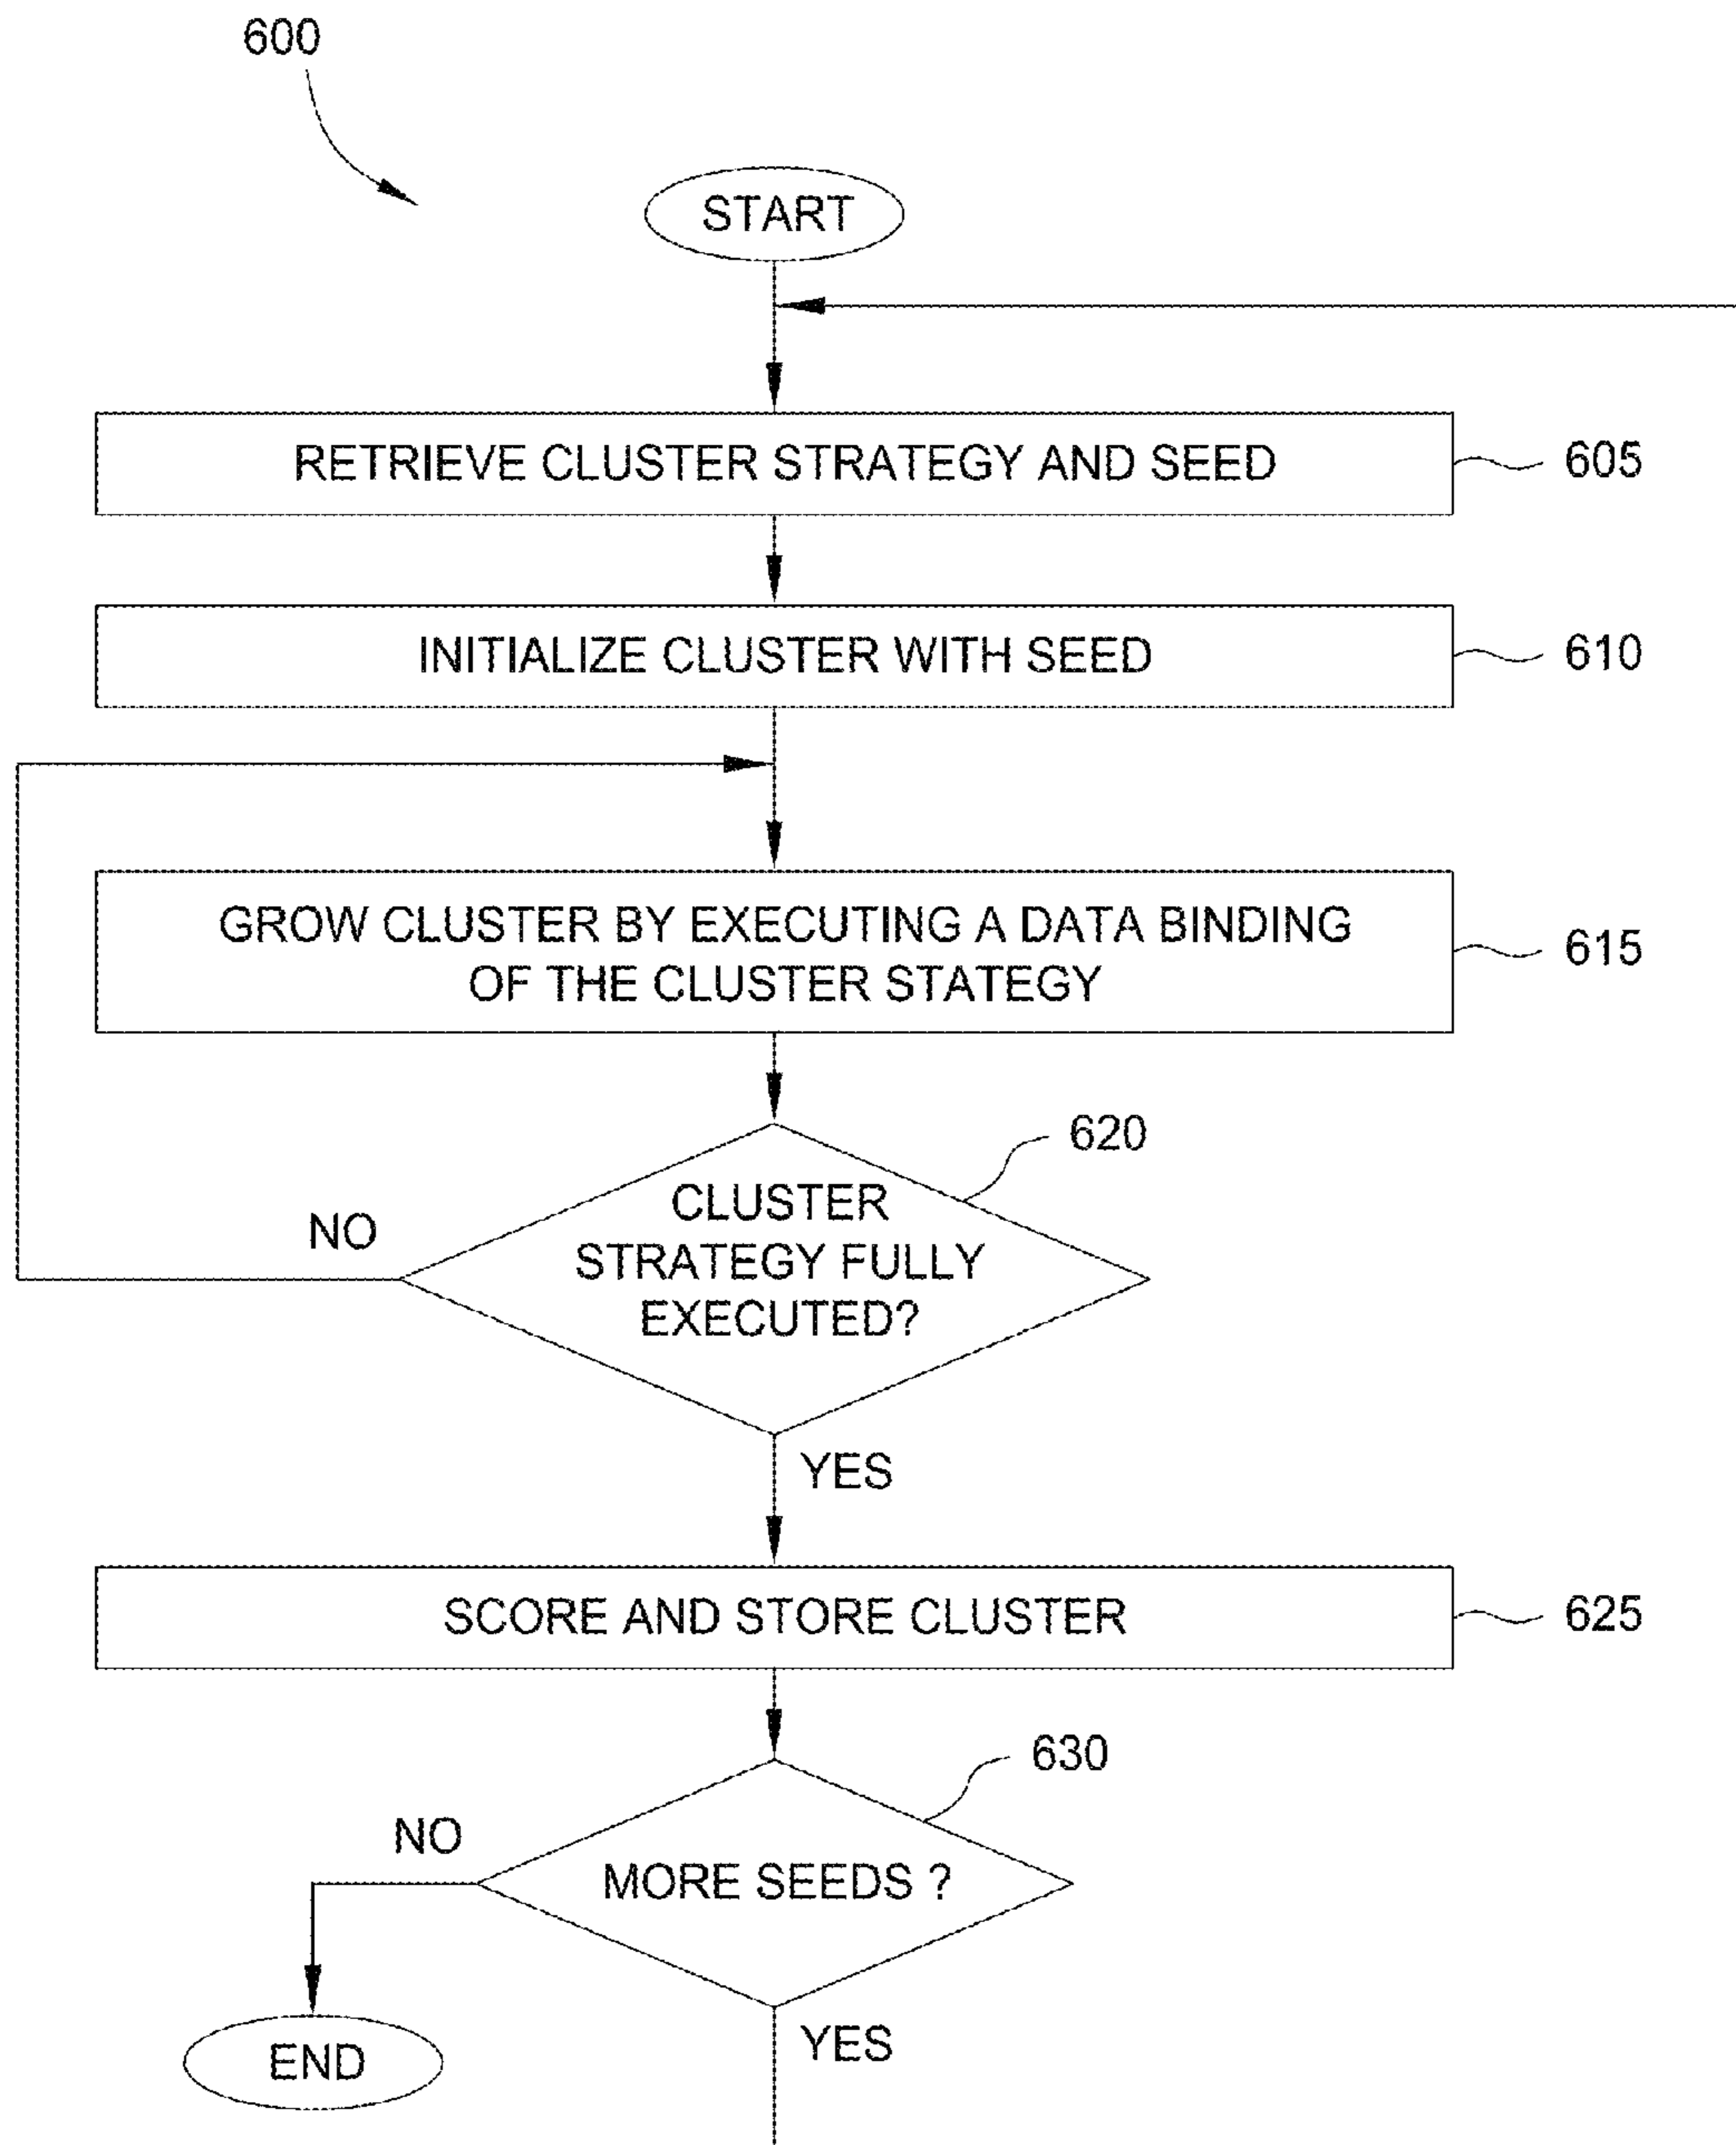 600
START
RETRIEVE CLUSTER STRATEGY AND SEED
605
INITIALIZE CLUSTER WITH SEED
610
GROW CLUSTER BY EXECUTING A DATA BINDING
OF THE CLUSTER STATEGY
615
620
CLUSTER
STRATEGY FULLY
EXECUTED?
NO
YES
SCORE AND STORE CLUSTER
625
630
NO
MORE SEEDS ?
YES
END